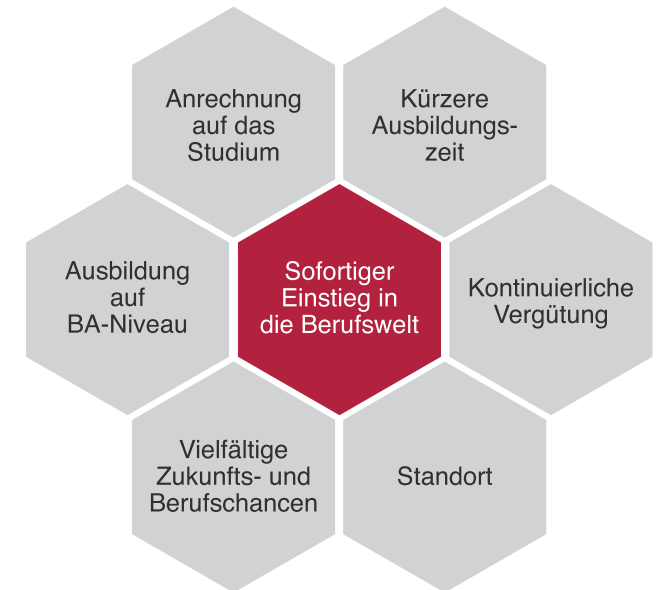 Anrechnung
auf das
Studium
Kürzere
Ausbildungs-
zeit
Ausbildung
auf
BA-Niveau
Sofortiger
Einstieg in
die Berufswelt
Kontinuierliche
Vergütung
Vielfältige
Zukunfts- und
Berufschancen
Standort